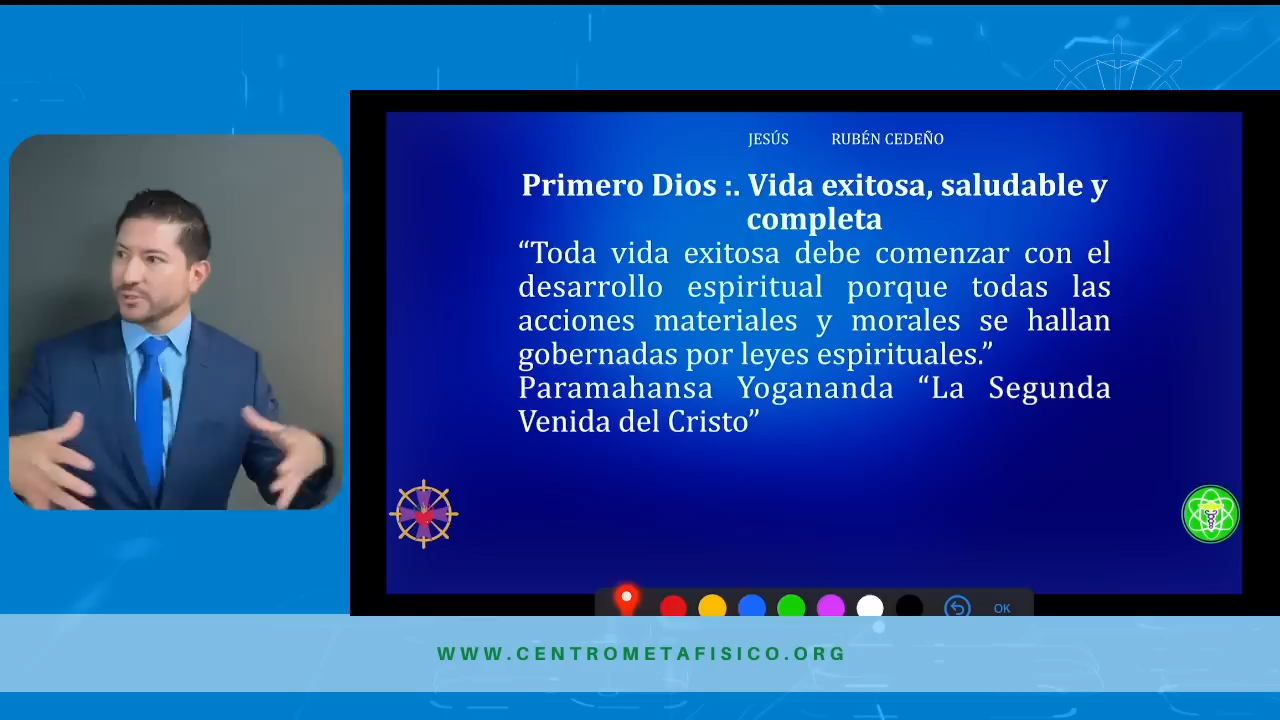 JESÚS RUBÉN CEDEÑO
Primero Dios :. Vida exitosa, saludable y
completa
“Toda vida exitosa debe comenzar con el
desarrollo espiritual porque todas las
acciones materiales y morales se hallan
gobernadas por leyes espirituales.”
Paramahansa Yogananda “La Segunda
Venida del Cristo”
OK
WWW.CENTROMETAFISICO.ORG